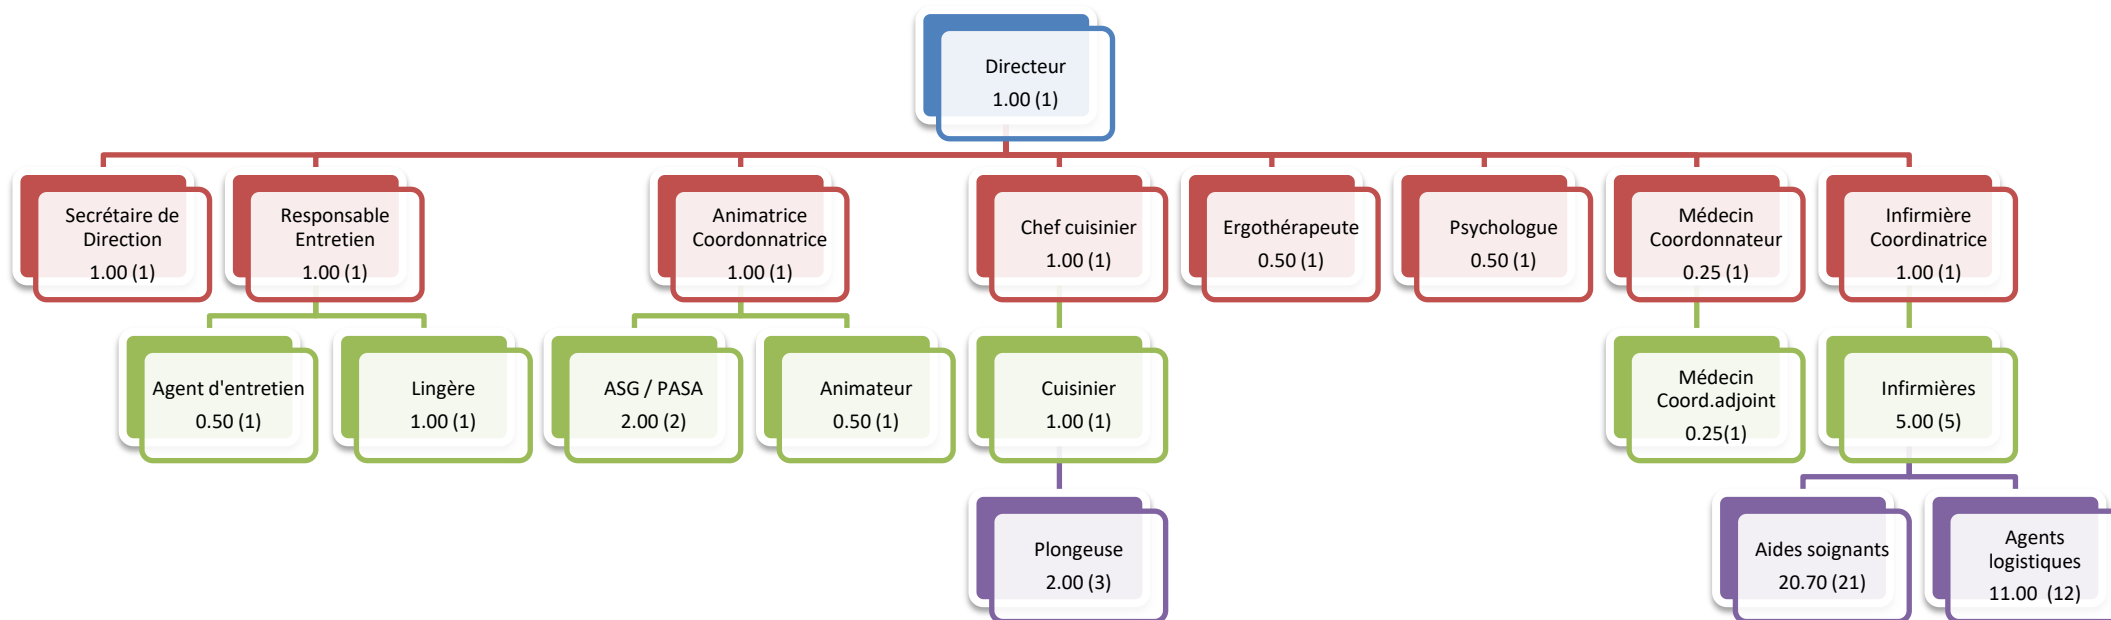 Directeur
1.00 (1)
Secrétaire de
Direction
1.00 (1)
Responsable
Entretien
1.00 (1)
Animatrice
Coordonnatrice
1.00 (1)
Chef cuisinier
1.00 (1)
Ergothérapeute
0.50 (1)
Psychologue
0.50 (1)
Médecin
Coordonnateur
0.25 (1)
Infirmière
Coordinatrice
1.00 (1)
Agent d'entretien
0.50 (1)
Lingère
1.00 (1)
ASG / PASA
2.00 (2)
Animateur
0.50 (1)
Cuisinier
1.00 (1)
Médecin
Coord.adjoint
0.25(1)
Infirmières
5.00 (5)
Plongeuse
2.00 (3)
Aides soignants
20.70 (21)
Agents
logistiques
11.00  (12)